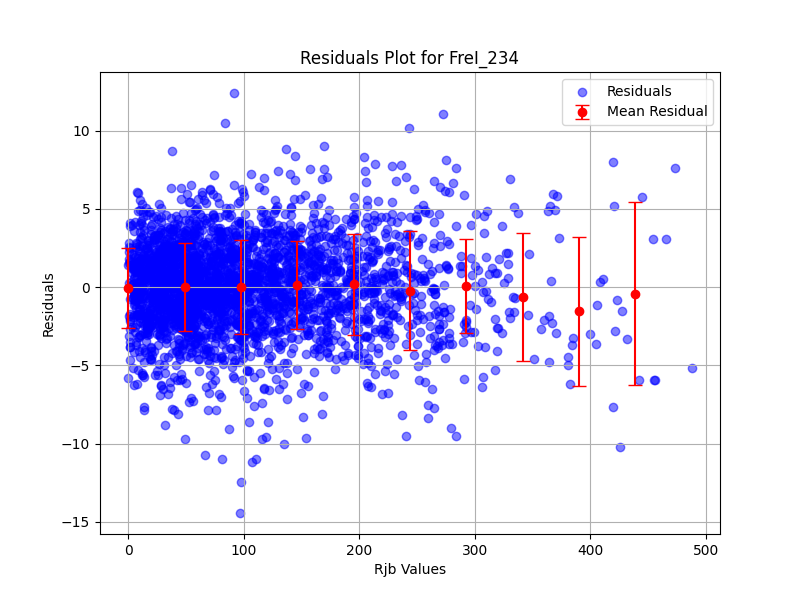 Residuals Plot for FreI_234
Residuals
Mean Residual
10
5
0
−5
−10
−15
Residuals
0 100 200 300 400 500
Rjb Values